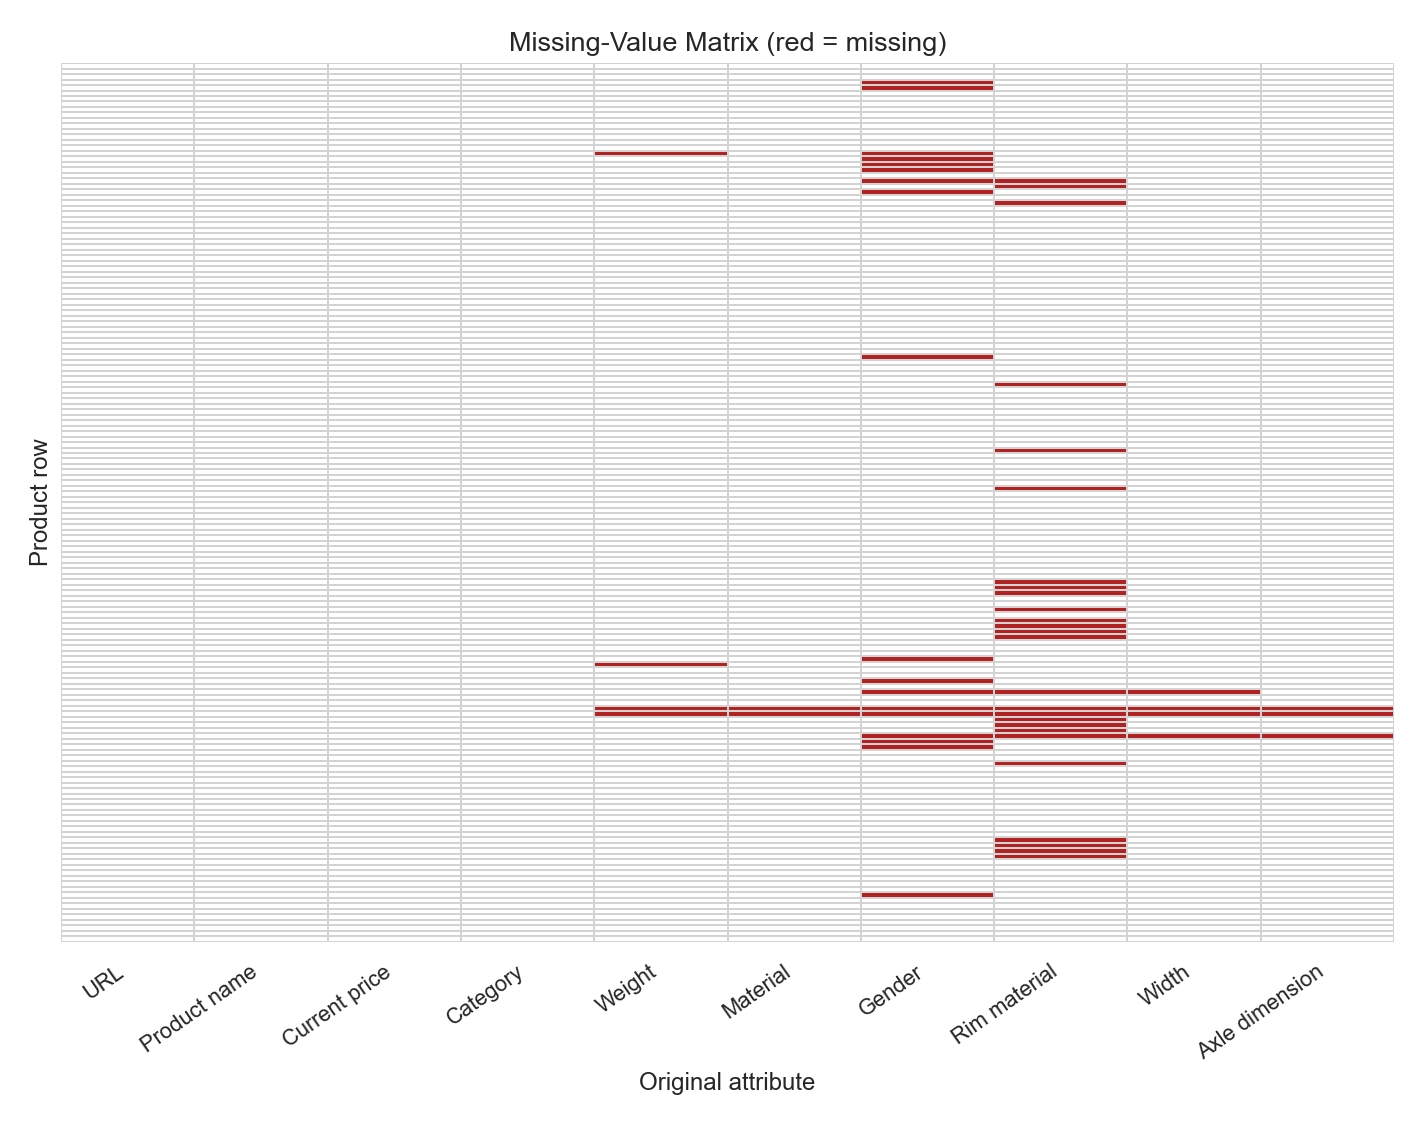 Missing-Value Matrix (red = missing)
Product row
URL
Product name
Current price
Category
Weight
Material
Gender
Rim material
Width
Axle dimension
Original attribute